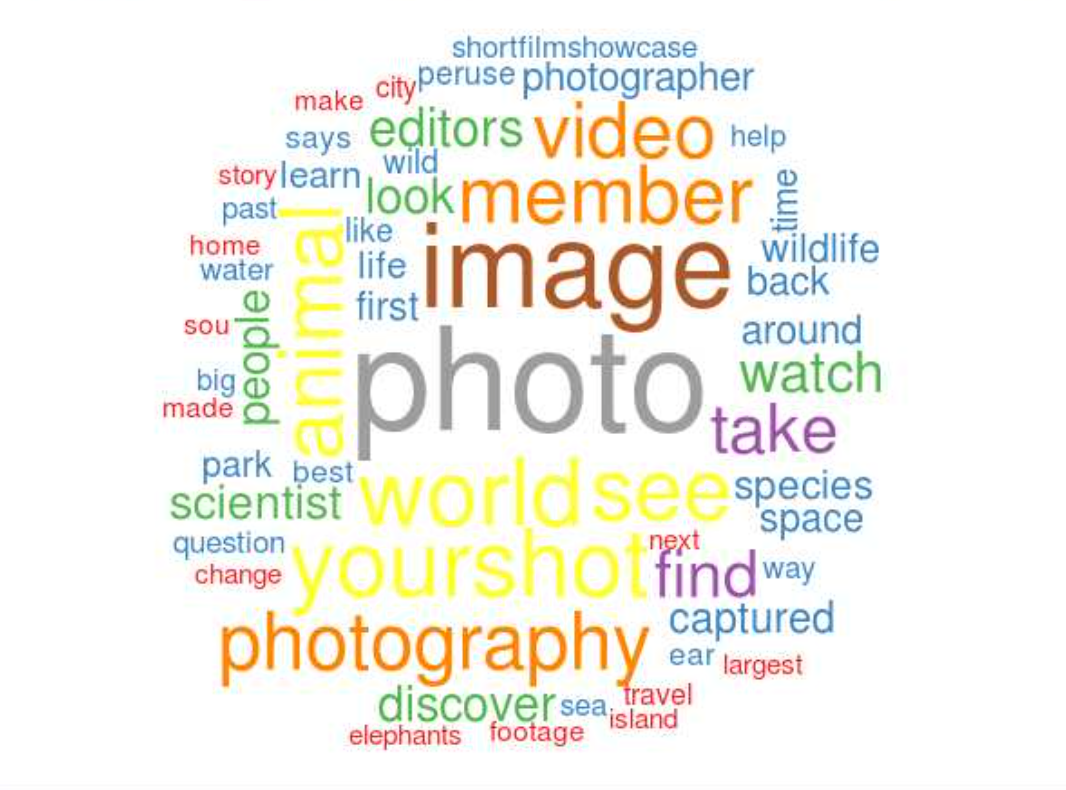 shortfilmshowcase
city peruse photographer
make
says editors video help
wild
story learn look member time
past like
home life image wildlife
water back
first
sou people animal around
big photo watch
made take
park best
scientist world see species
space
question next
change yourshot find way
photography captured
ear largest
discover sea travel
island
elephants footage